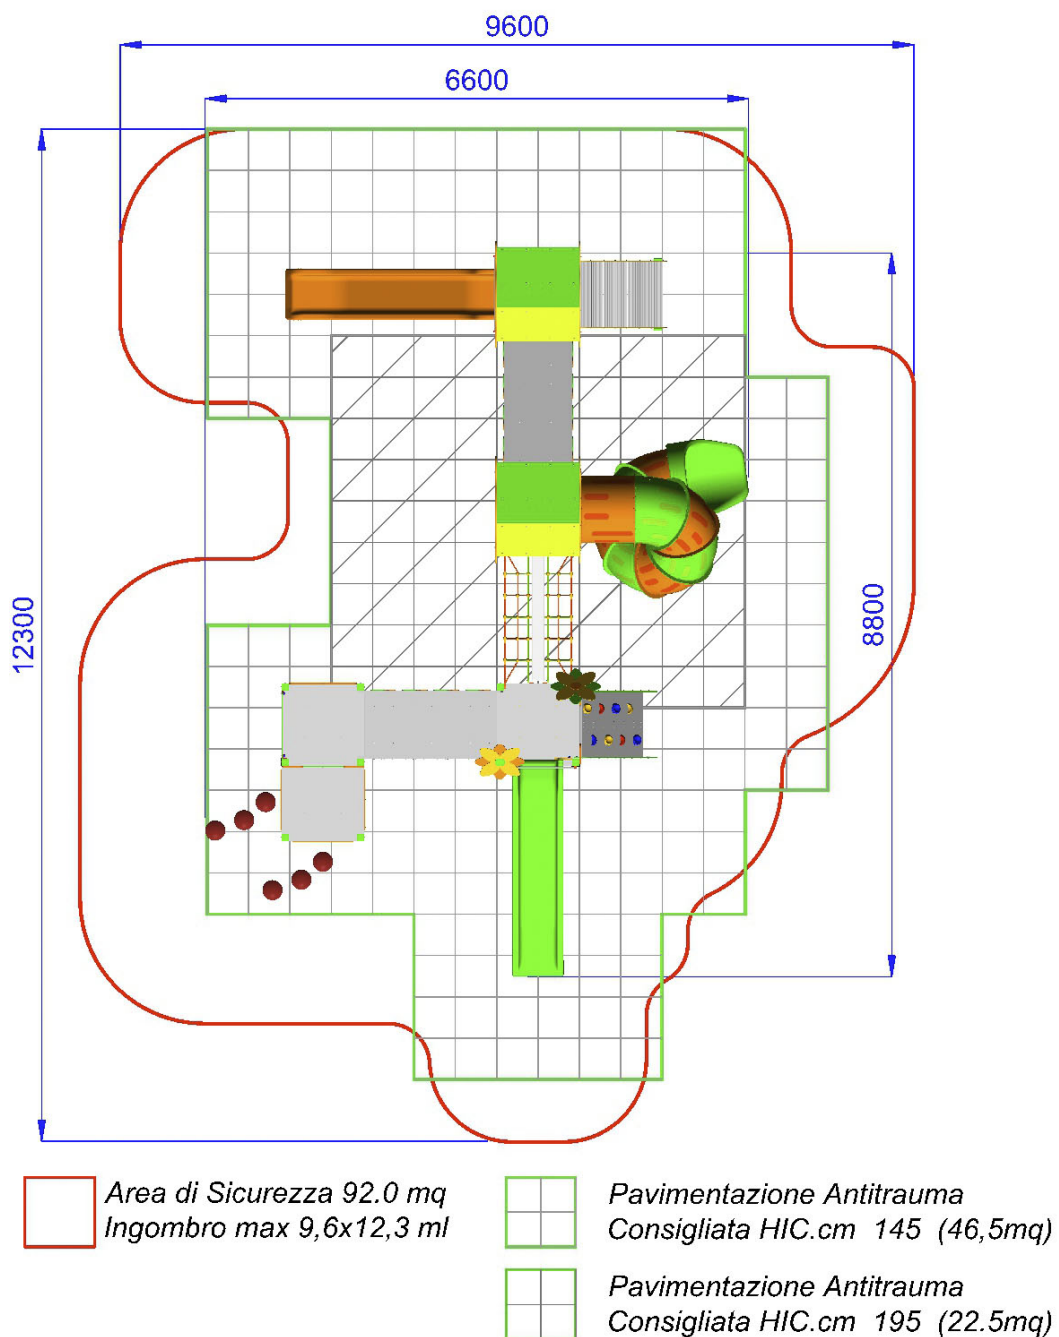 9600
6600
12300
8800
Area di Sicurezza 92.0 mq
Ingombro max 9,6x12,3 ml
Pavimentazione Antitrauma
Consigliata HIC.cm 145 (46,5mq)
Pavimentazione Antitrauma
Consigliata HIC.cm 195 (22.5mq)